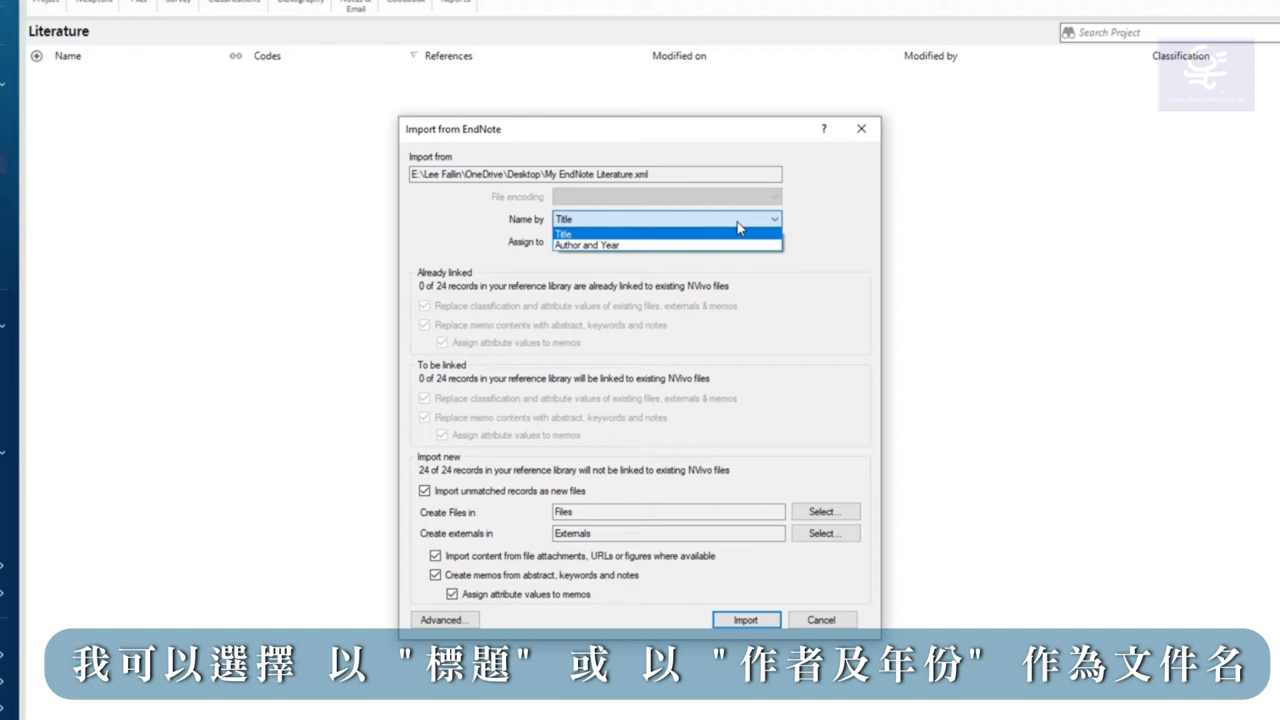 Project NCapture Files Survey Classifications Bibliography Notes & Email Codebook Reports
Literature
Search Project
Name Codes References Modified on Modified by Classification
Import from EndNote ?
Import from
E:\Lee Fallin\OneDrive\Desktop\My EndNote Literature.xml
File encoding
Name by Title
Title
Assign to
Author and Year
Already linked
0 of 24 records in your reference library are already linked to existing NVivo files
Replace classification and attribute values of existing files, externals & memos
Replace memo contents with abstract, keywords and notes
Assign attribute values to memos
To be linked
0 of 24 records in your reference library will be linked to existing NVivo files
Replace classification and attribute values of existing files, externals & memos
Replace memo contents with abstract, keywords and notes
Assign attribute values to memos
Import new
24 of 24 records in your reference library will not be linked to existing NVivo files
Import unmatched records as new files
Create Files in Files Select...
Create externals in Externals Select...
Import content from file attachments, URLs or figures where available
Create memos from abstract, keywords and notes
Assign attribute values to memos
Advanced... Import Cancel
我可以選擇 以 "標題" 或 以 "作者及年份" 作為文件名